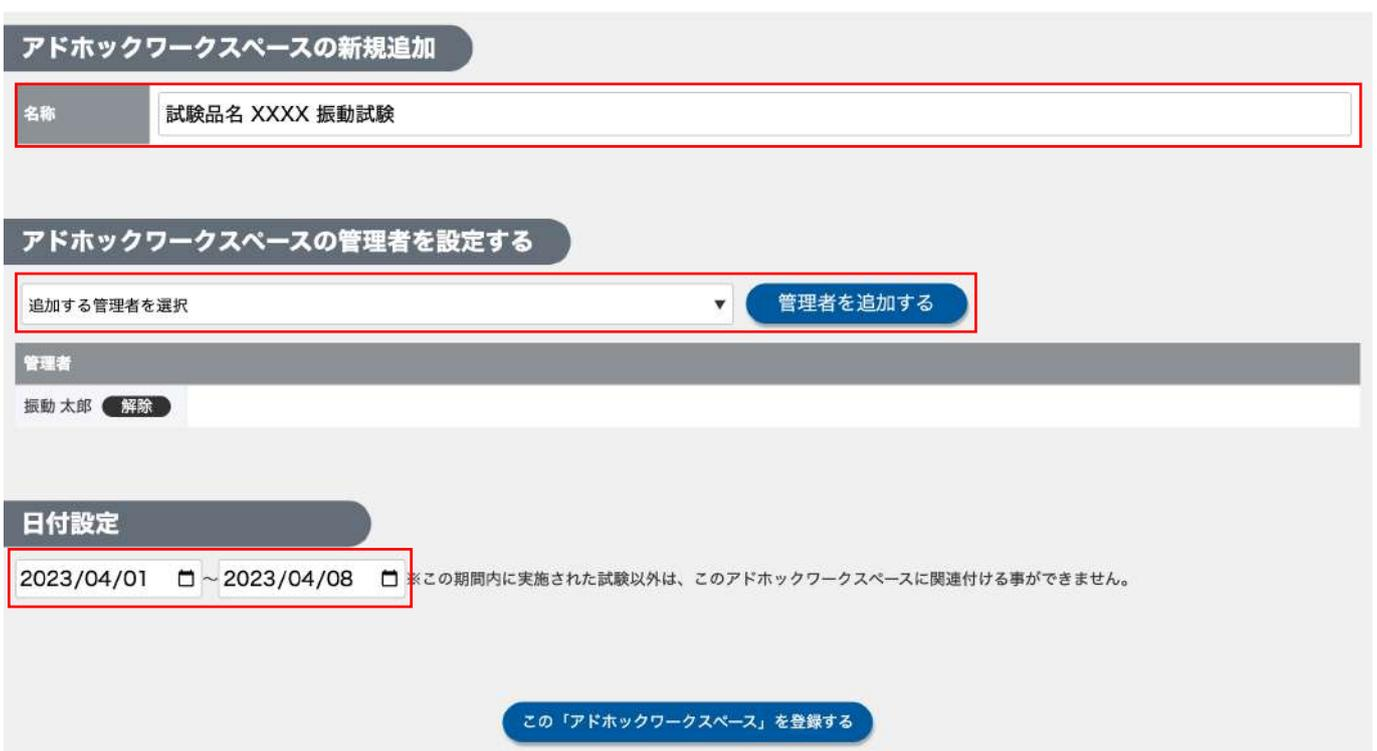 アドホックワークスペースの新規追加
名称 試験品名 XXXX 振動試験
アドホックワークスペースの管理者を設定する
追加する管理者を選択 ▼ 管理者を追加する
管理者
振動 太郎 解除
日付設定
2023/04/01 ～ 2023/04/08 ※この期間内に実施された試験以外は、このアドホックワークスペースに関連付ける事ができません。
この「アドホックワークスペース」を登録する